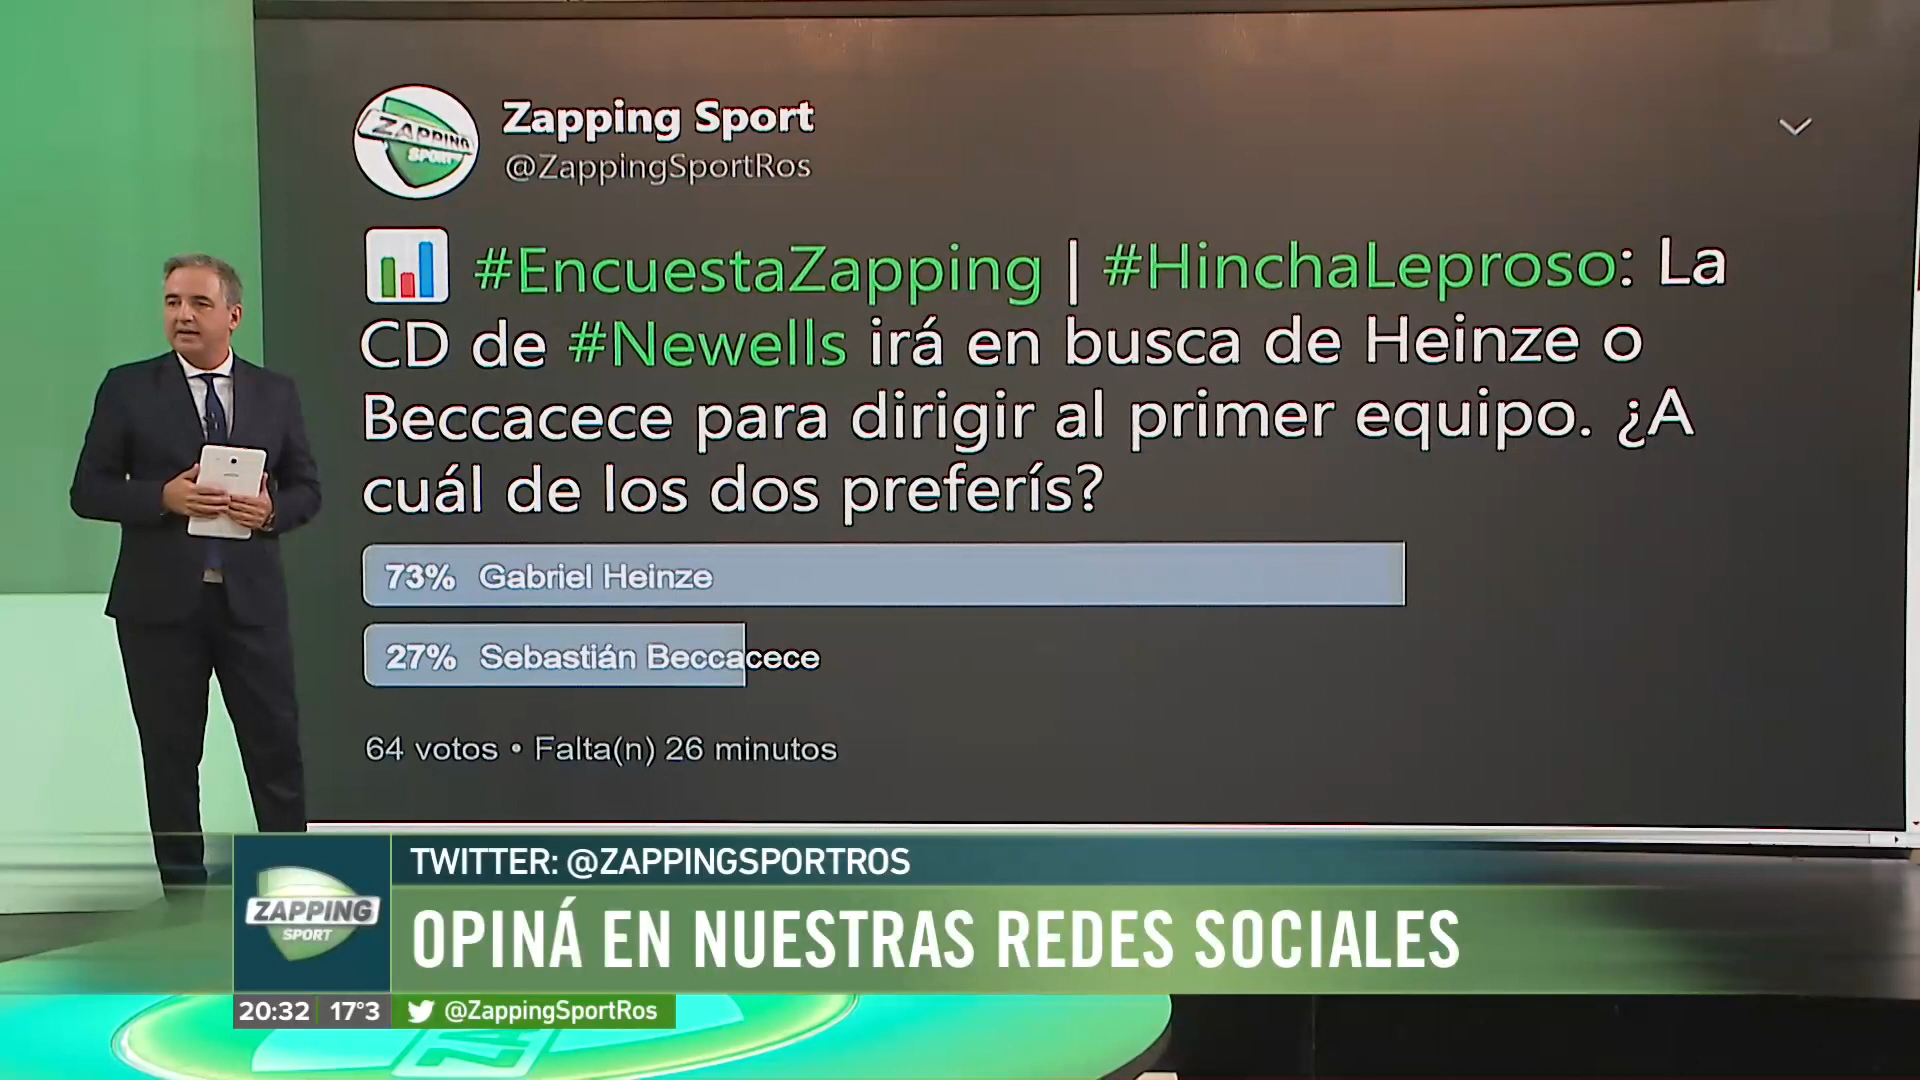 ZAPPING
SPORT
Zapping Sport
@ZappingSportRos
#EncuestaZapping | #HinchaLeproso: La
CD de #Newells irá en busca de Heinze o
Beccacece para dirigir al primer equipo. ¿A
cuál de los dos preferís?
73% Gabriel Heinze
27% Sebastián Beccacece
64 votos • Falta(n) 26 minutos
TWITTER: @ZAPPINGSPORTROS
ZAPPING
SPORT
OPINÁ EN NUESTRAS REDES SOCIALES
20:32 17°3 @ZappingSportRos